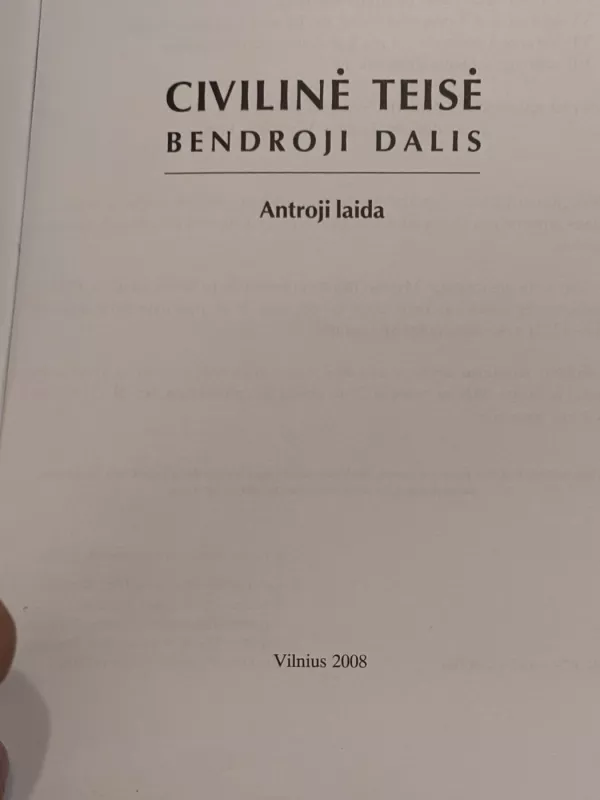 CIVILINĖ TEISĖ
BENDROJI DALIS
Antroji laida
Vilnius 2008